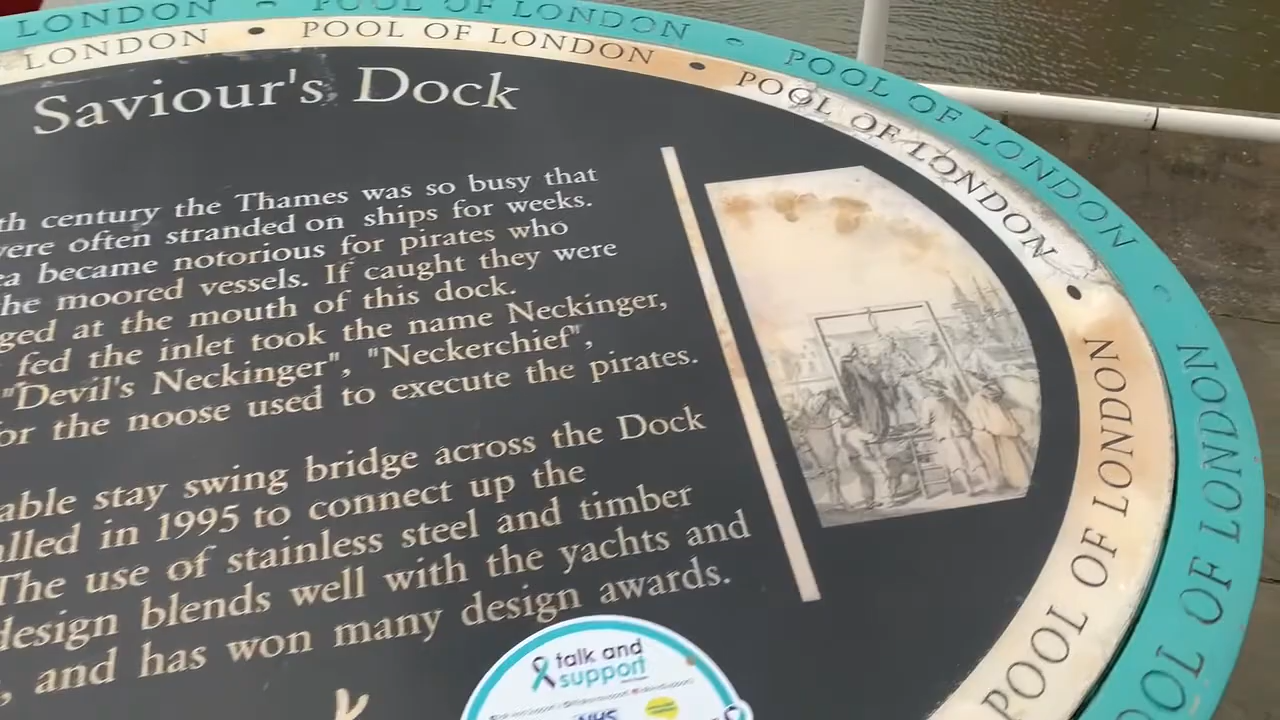 LONDON • POOL OF LONDON • POOL OF LONDON POOL OF LONDON
LONDON • POOL OF LONDON • POOL OF LONDON • POOL OF LONDON
Saviour's Dock
th century the Thames was so busy that
were often stranded on ships for weeks.
ea became notorious for pirates who
he moored vessels. If caught they were
ged at the mouth of this dock.
fed the inlet took the name Neckinger,
"Devil's Neckinger", "Neckerchief",
or the noose used to execute the pirates.
able stay swing bridge across the Dock
lled in 1995 to connect up the
The use of stainless steel and timber
design blends well with the yachts and
, and has won many design awards.
talk and
support
NHS